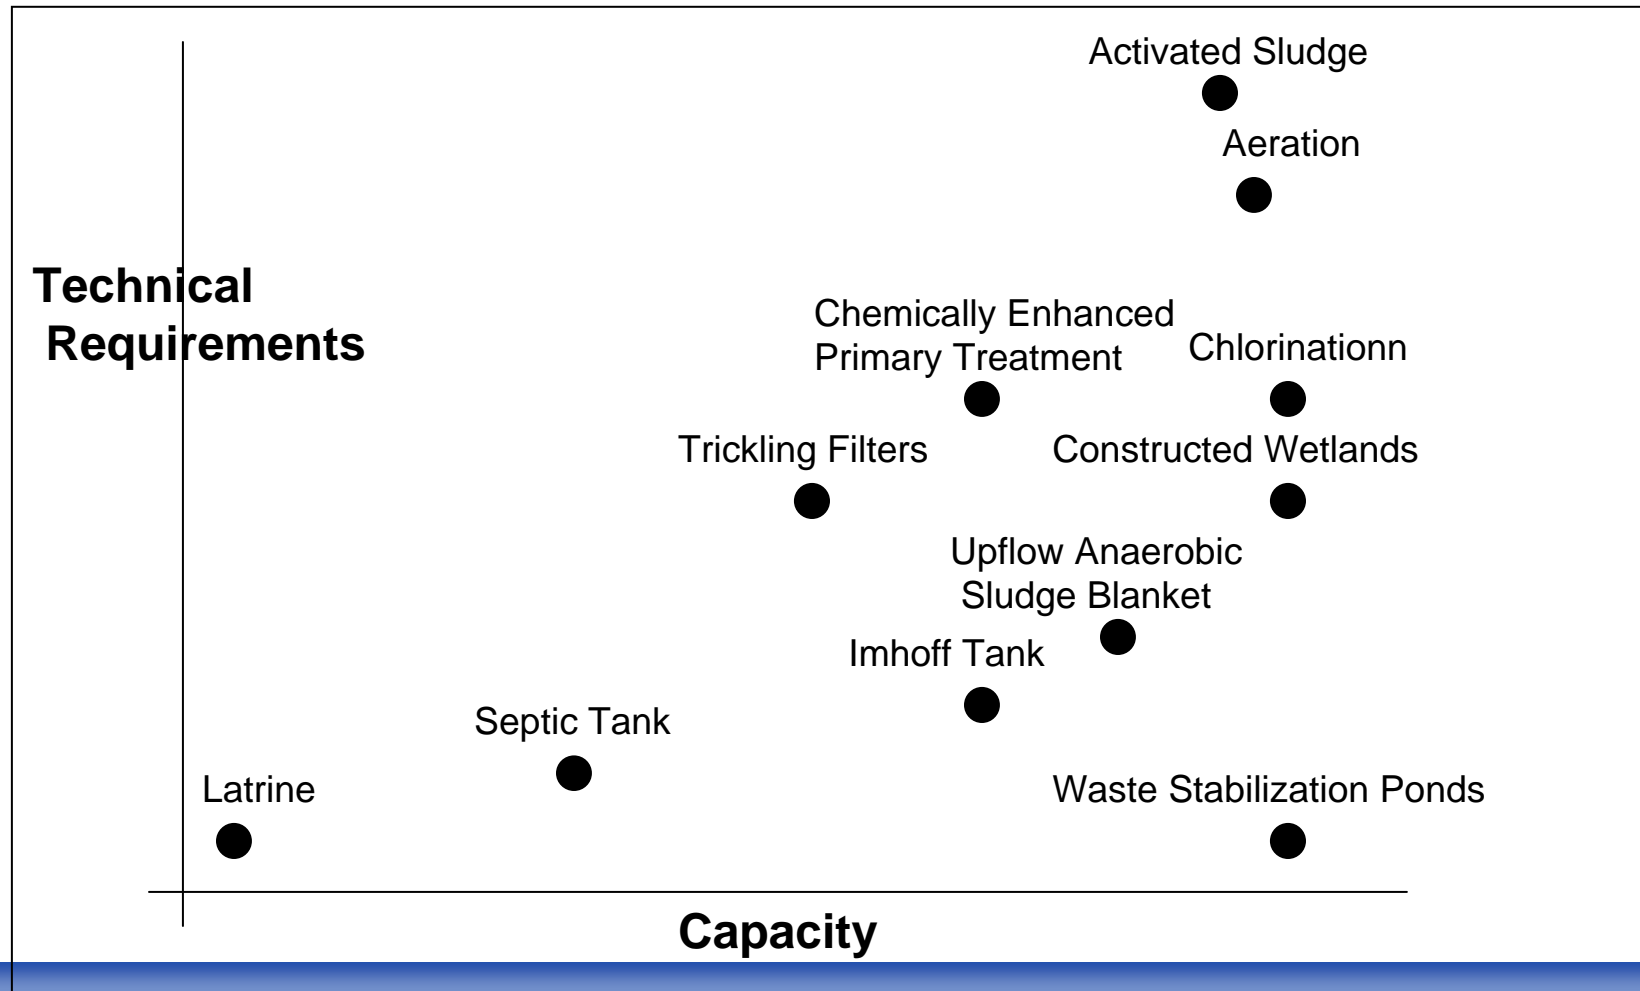 Activated Sludge
Aeration
Technical
Requirements
Chemically Enhanced
Primary Treatment
Chlorinationn
Trickling Filters
Constructed Wetlands
Upflow Anaerobic
Sludge Blanket
Imhoff Tank
Septic Tank
Latrine
Waste Stabilization Ponds
Capacity